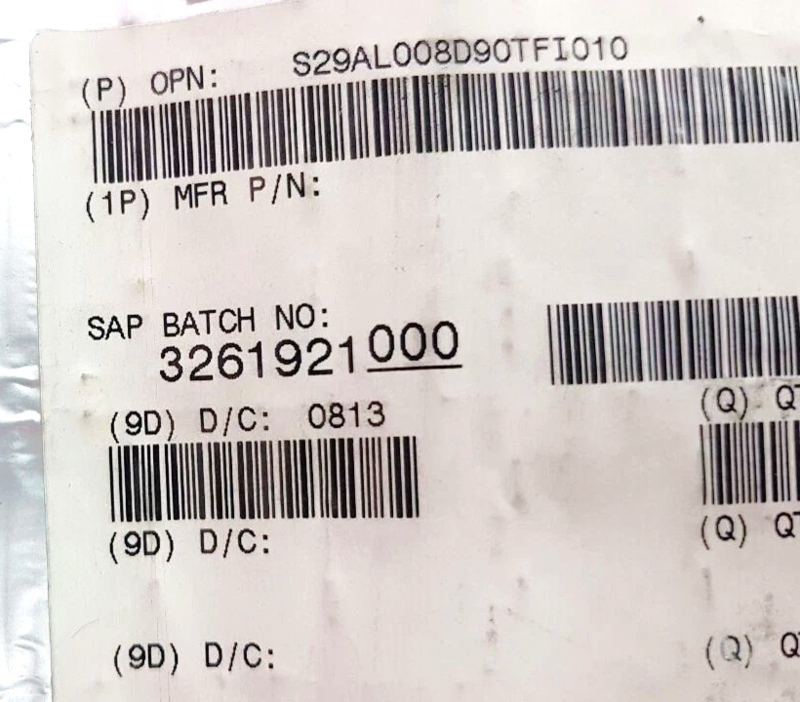 (P) OPN: S29AL008D90TFI010
(1P) MFR P/N:
SAP BATCH NO:
3261921000
(9D) D/C: 0813
(Q) Q
(9D) D/C:
(Q) Q
(9D) D/C:
(Q) Q